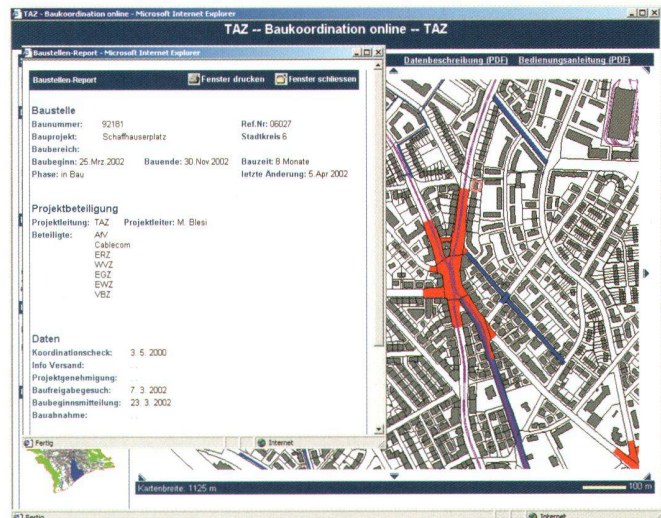 TAZ - Baukoordination online - Microsoft Internet Explorer
TAZ -- Baukoordination online -- TAZ
Datenbeschreibung (PDF) Bedienungsanleitung (PDF)
Baustellen-Report - Microsoft Internet Explorer
Baustellen-Report Fenster drucken Fenster schliessen
Baustelle
Baunummer: 92181 Ref.Nr: 06027
Bauprojekt: Schaffhauserplatz Stadtkreis 6
Baubereich:
Baubeginn: 25.Mrz.2002 Bauende: 30.Nov.2002 Bauzeit: 8 Monate
Phase: in Bau letzte Änderung: 5.Apr.2002
Projektbeteiligung
Projektleitung: TAZ Projektleiter: M. Blesi
Beteiligte: AfV
Cablecom
ERZ
WVZ
EGZ
EWZ
VBZ
Daten
Koordinationscheck: 3. 5. 2000
Info Versand: . .
Projektgenehmigung: . .
Baufreigabegesuch: 7. 3. 2002
Baubeginnsmitteilung: 23. 3. 2002
Bauabnahme: . .
Fertig Internet
Kartenbreite: 1125 m 100 m
Fertig Internet